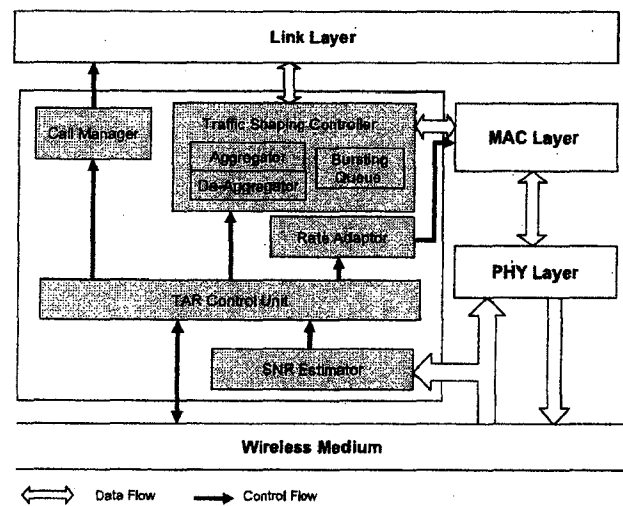 Link Layer
Call Manager
Traffic Shaping Controller
Aggregator
De-Aggregator
Bursting
Queue
MAC Layer
Rate Adaptor
PHY Layer
TAR Control Unit
SNR Estimator
Wireless Medium
Data Flow
Control Flow